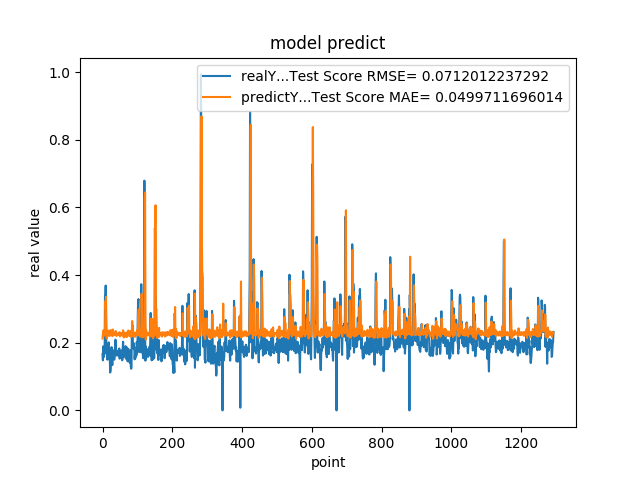 model predict
realY...Test Score RMSE= 0.0712012237292
predictY...Test Score MAE= 0.0499711696014
1.0
0.8
0.6
0.4
0.2
0.0
real value
0 200 400 600 800 1000 1200
point